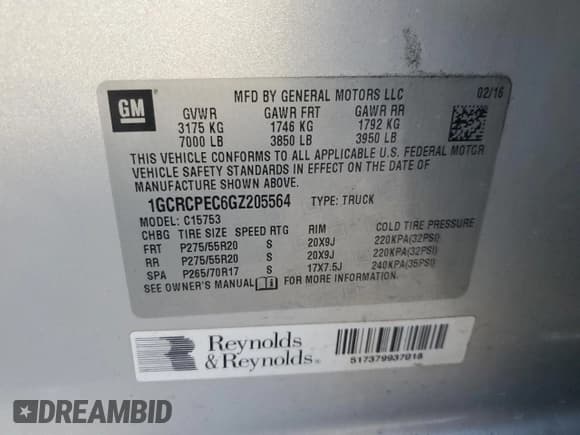 GM
MFD BY GENERAL MOTORS LLC 02/16
GVWR GAWR FRT GAWR RR
3175 KG 1746 KG 1792 KG
7000 LB 3850 LB 3950 LB
THIS VEHICLE CONFORMS TO ALL APPLICABLE U.S. FEDERAL MOTOR
VEHICLE SAFETY STANDARDS IN EFFECT ON THE DATE OF
MANUFACTURE SHOWN ABOVE.
1GCRCPEC6GZ205564 TYPE: TRUCK
MODEL: C15753
CHBG TIRE SIZE SPEED RTG RIM COLD TIRE PRESSURE
FRT P275/55R20 S 20X9J 220KPA(32PSI)
RR P275/55R20 S 20X9J 220KPA(32PSI)
SPA P265/70R17 S 17X7.5J 240KPA(35PSI)
SEE OWNER'S MANUAL FOR MORE INFORMATION.
Reynolds
& Reynolds®
517379937018
DREAMBID